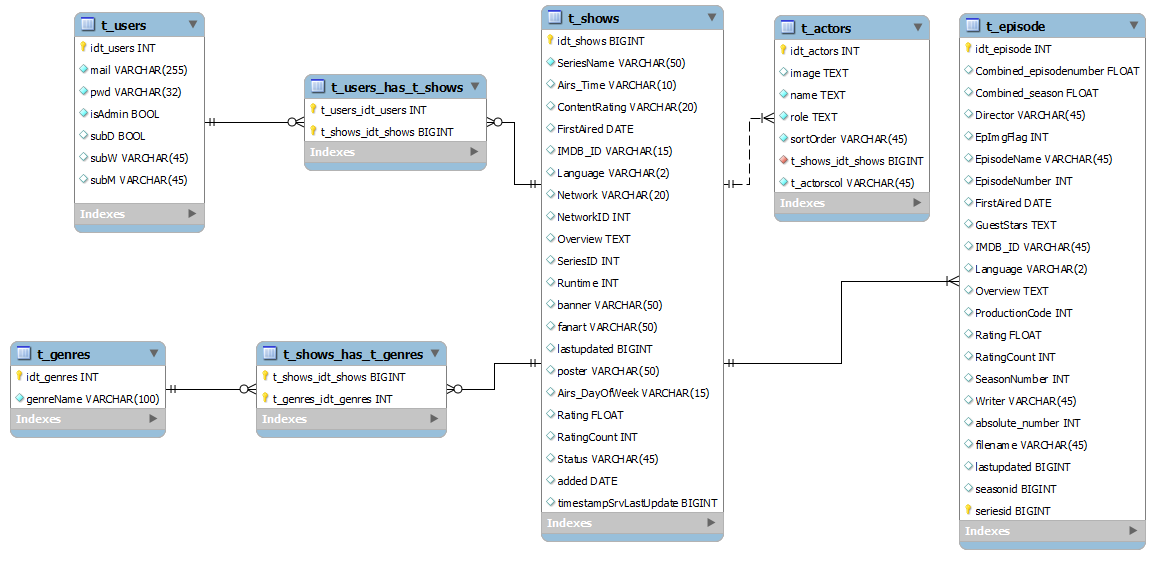 t_users
idt_users INT
mail VARCHAR(255)
pwd VARCHAR(32)
isAdmin BOOL
subD BOOL
subW VARCHAR(45)
subM VARCHAR(45)
Indexes
t_users_has_t_shows
t_users_idt_users INT
t_shows_idt_shows BIGINT
Indexes
t_genres
idt_genres INT
genreName VARCHAR(100)
Indexes
t_shows_has_t_genres
t_shows_idt_shows BIGINT
t_genres_idt_genres INT
Indexes
t_shows
idt_shows BIGINT
SeriesName VARCHAR(50)
Airs_Time VARCHAR(10)
ContentRating VARCHAR(20)
FirstAired DATE
IMDB_ID VARCHAR(15)
Language VARCHAR(2)
Network VARCHAR(20)
NetworkID INT
Overview TEXT
SeriesID INT
Runtime INT
banner VARCHAR(50)
fanart VARCHAR(50)
lastupdated BIGINT
poster VARCHAR(50)
Airs_DayOfWeek VARCHAR(15)
Rating FLOAT
RatingCount INT
Status VARCHAR(45)
added DATE
timestampSrvLastUpdate BIGINT
Indexes
t_actors
idt_actors INT
image TEXT
name TEXT
role TEXT
sortOrder VARCHAR(45)
t_shows_idt_shows BIGINT
t_actorscol VARCHAR(45)
Indexes
t_episode
idt_episode INT
Combined_episodenumber FLOAT
Combined_season FLOAT
Director VARCHAR(45)
EpImgFlag INT
EpisodeName VARCHAR(45)
EpisodeNumber INT
FirstAired DATE
GuestStars TEXT
IMDB_ID VARCHAR(45)
Language VARCHAR(2)
Overview TEXT
ProductionCode INT
Rating FLOAT
RatingCount INT
SeasonNumber INT
Writer VARCHAR(45)
absolute_number INT
filename VARCHAR(45)
lastupdated BIGINT
seasonid BIGINT
seriesid BIGINT
Indexes